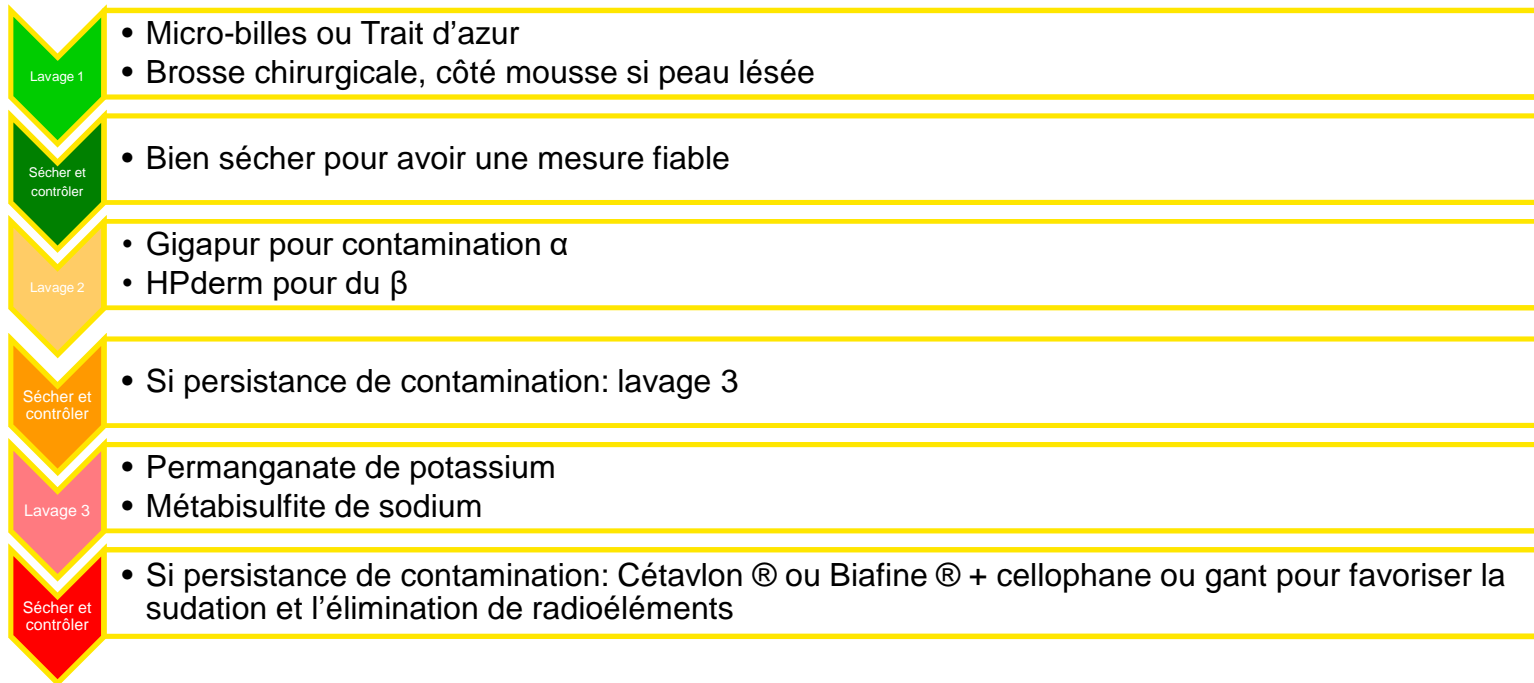 Lavage 1
• Micro-billes ou Trait d’azur
• Brosse chirurgicale, côté mousse si peau lésée
Sécher et
contrôler
• Bien sécher pour avoir une mesure fiable
Lavage 2
• Gigapur pour contamination α
• HPderm pour du β
Sécher et
contrôler
• Si persistance de contamination: lavage 3
Lavage 3
• Permanganate de potassium
• Métabisulfite de sodium
Sécher et
contrôler
• Si persistance de contamination: Cétavlon ® ou Biafine ® + cellophane ou gant pour favoriser la
sudation et l’élimination de radioéléments